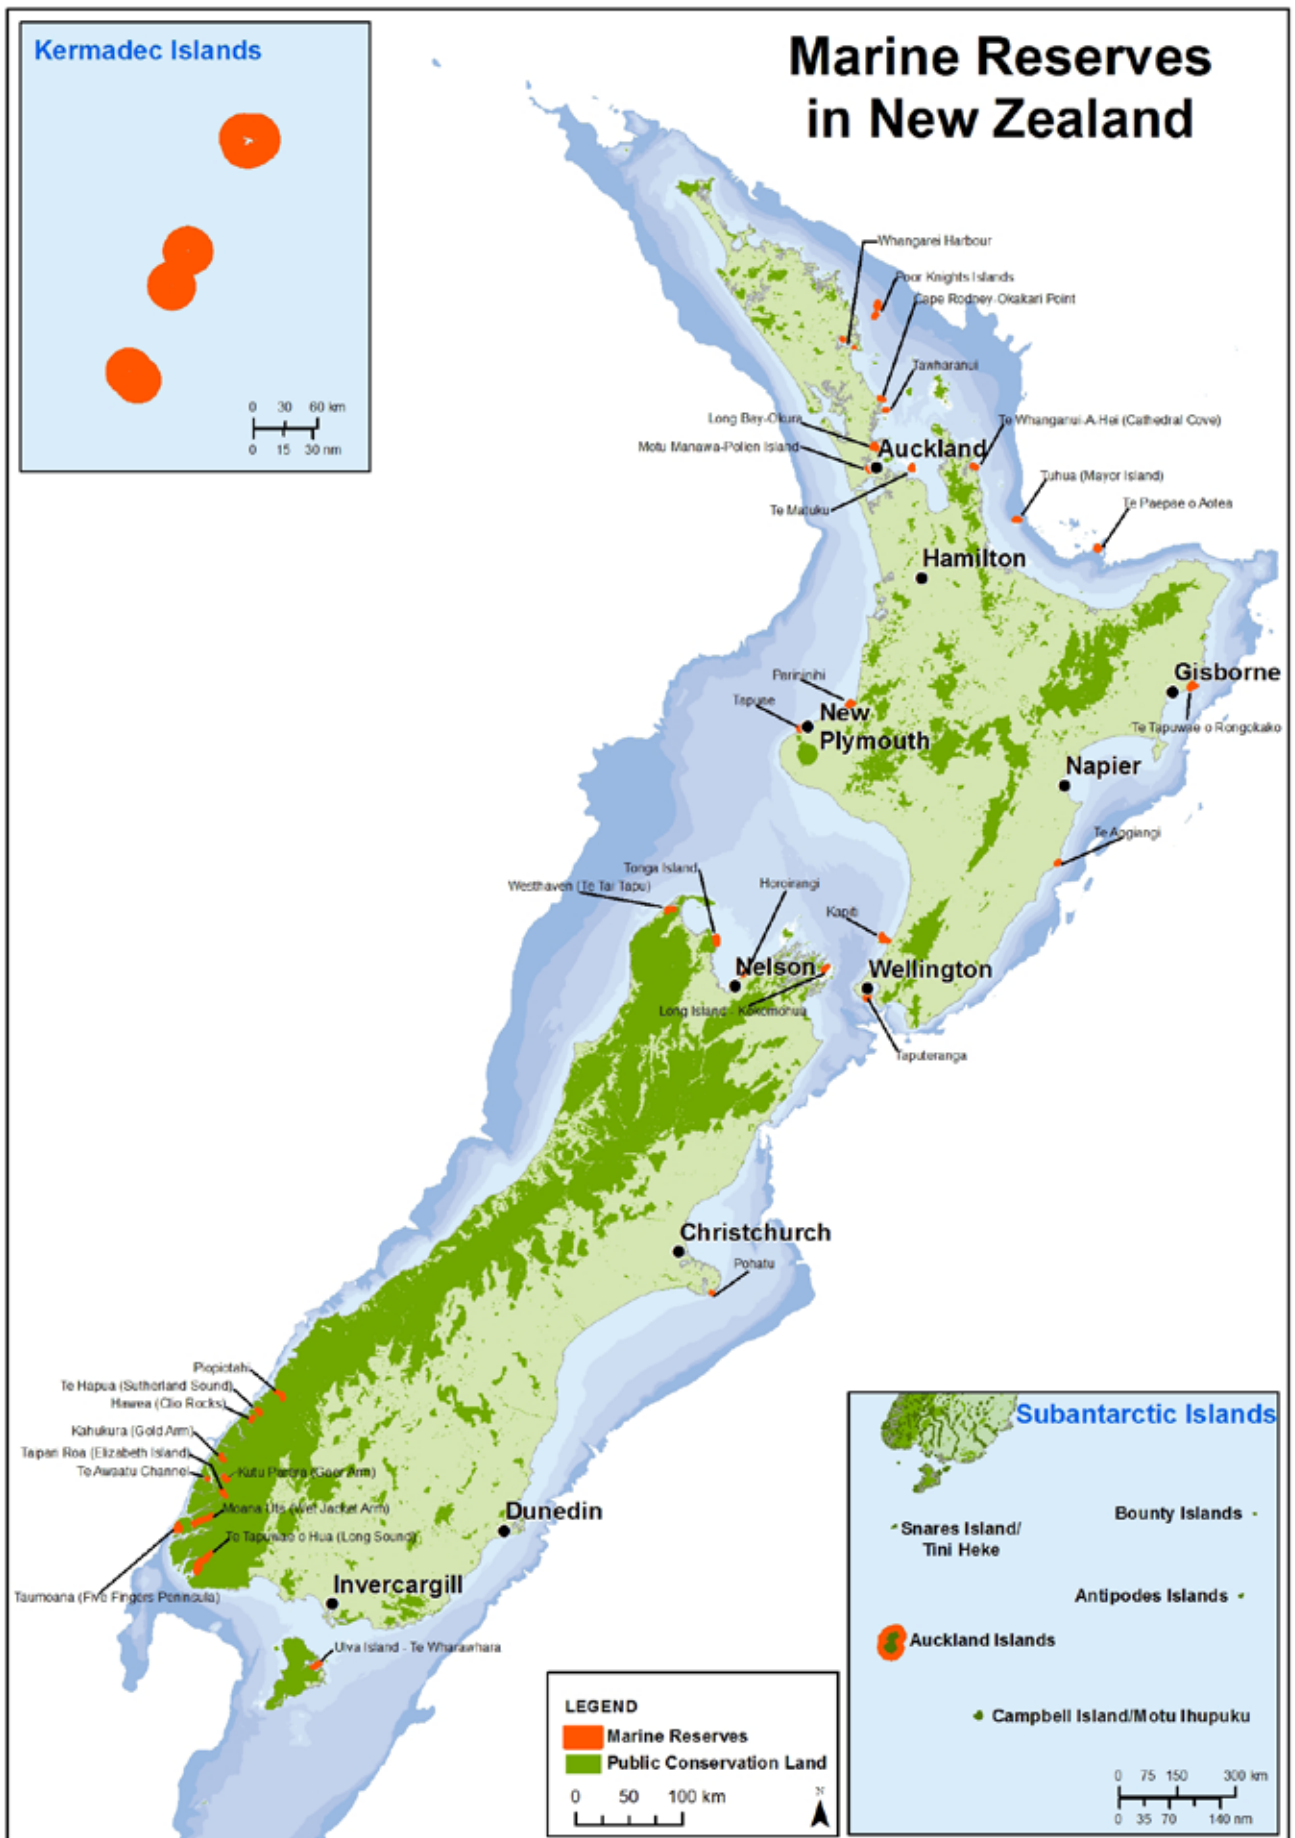 Kermadec Islands
Marine Reserves
in New Zealand
0 30 60 km
0 15 30 nm
Whangarei Harbour
Poor Knights Islands
Cape Rodney-Okakari Point
Tawharanui
Long Bay-Okura
Te Whanganui-A-Hei (Cathedral Cove)
Motu Manawa-Pollen Island
Auckland
Tuhua (Mayor Island)
Te Matuku
Te Paepae o Aotea
Hamilton
Parininihi
Gisborne
Tapuae
New
Plymouth
Te Tapuwae o Rongokako
Napier
Te Angiangi
Tonga Island
Westhaven (Te Tai Tapu)
Horoirangi
Kapiti
Nelson
Wellington
Long Island - Kokomohua
Taputeranga
Christchurch
Pohatu
Piopiotahi
Te Hapua (Sutherland Sound)
Hawea (Clio Rocks)
Kahukura (Gold Arm)
Taipari Roa (Elizabeth Island)
Te Awaatu Channel
Kutu Parera (Gaer Arm)
Moana Uta (Wet Jacket Arm)
Te Tapuwae o Hua (Long Sound)
Taumoana (Five Fingers Peninsula)
Dunedin
Invercargill
Ulva Island - Te Wharawhara
LEGEND
Marine Reserves
Public Conservation Land
0 50 100 km
N
Subantarctic Islands
Bounty Islands
Snares Island/
Tini Heke
Antipodes Islands
Auckland Islands
Campbell Island/Motu Ihupuku
0 75 150 300 km
0 35 70 140 nm